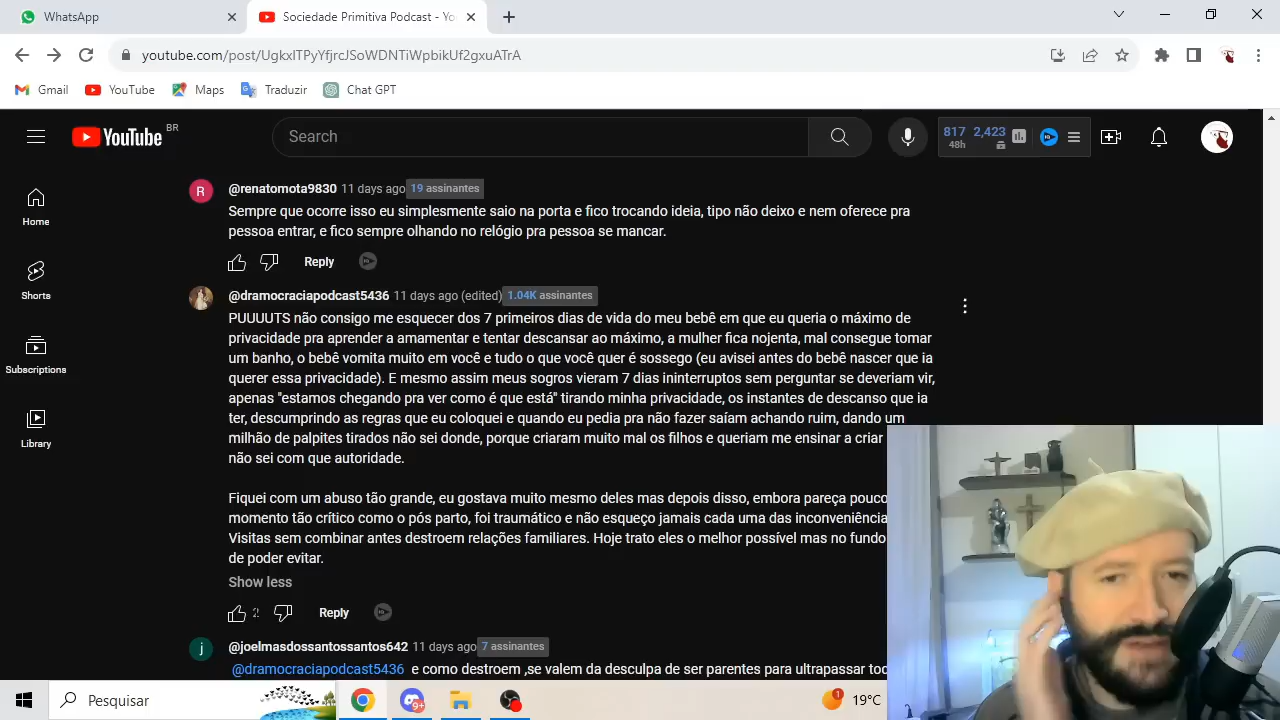 WhatsApp
Sociedade Primitiva Podcast - Yo
youtube.com/post/UgkxlTPyYfjrcJSoWDNTiWpbikUf2gxuATrA
Gmail YouTube Maps Traduzir Chat GPT
YouTube BR
Search
817 2,423
48h
Home
Shorts
Subscriptions
Library
R
@renatomota9830 11 days ago 19 assinantes
Sempre que ocorre isso eu simplesmente saio na porta e fico trocando ideia, tipo não deixo e nem oferece pra
pessoa entrar, e fico sempre olhando no relógio pra pessoa se mancar.
Reply
@dramocraciapodcast5436 11 days ago (edited) 1.04K assinantes
PUUUUTS não consigo me esquecer dos 7 primeiros dias de vida do meu bebê em que eu queria o máximo de
privacidade pra aprender a amamentar e tentar descansar ao máximo, a mulher fica nojenta, mal consegue tomar
um banho, o bebê vomita muito em você e tudo o que você quer é sossego (eu avisei antes do bebê nascer que ia
querer essa privacidade). E mesmo assim meus sogros vieram 7 dias ininterruptos sem perguntar se deveriam vir,
apenas "estamos chegando pra ver como é que está" tirando minha privacidade, os instantes de descanso que ia
ter, descumprindo as regras que eu coloquei e quando eu pedia pra não fazer saíam achando ruim, dando um
milhão de palpites tirados não sei donde, porque criaram muito mal os filhos e queriam me ensinar a criar
não sei com que autoridade.
Fiquei com um abuso tão grande, eu gostava muito mesmo deles mas depois disso, embora pareça pouco
momento tão crítico como o pós parto, foi traumático e não esqueço jamais cada uma das inconveniência
Visitas sem combinar antes destroem relações familiares. Hoje trato eles o melhor possível mas no fundo
de poder evitar.
Show less
2 Reply
j
@joelmasdossantossantos642 11 days ago 7 assinantes
@dramocraciapodcast5436 e como destroem ,se valem da desculpa de ser parentes para ultrapassar toc
Pesquisar
9+
1
19°C